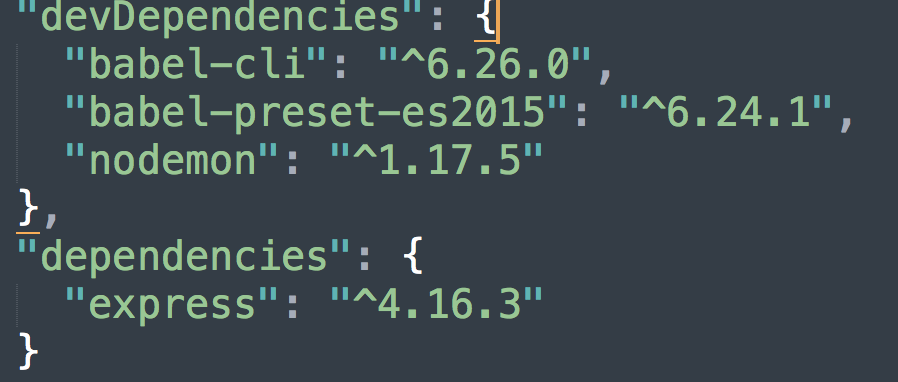 "devDependencies": {
"babel-cli": "^6.26.0",
"babel-preset-es2015": "^6.24.1",
"nodemon": "^1.17.5"
},
"dependencies": {
"express": "^4.16.3"
}